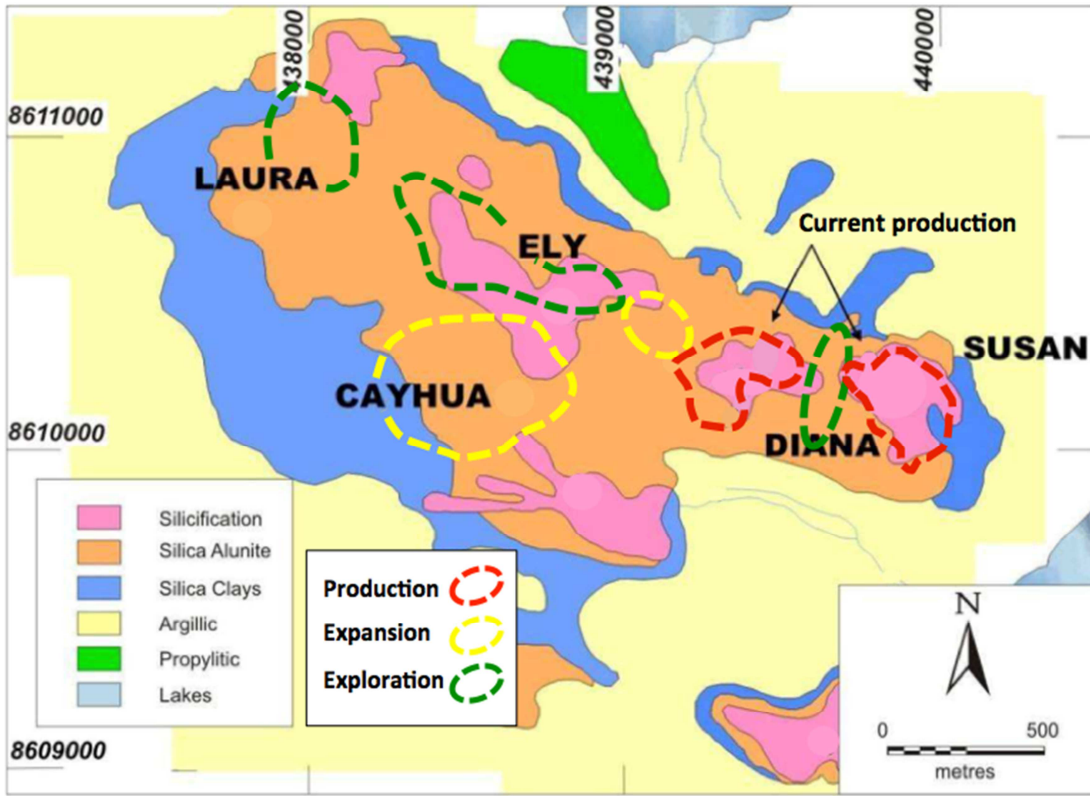 438000
439000
440000
8611000
LAURA
ELY
Current production
SUSAN
CAYHUA
8610000
DIANA
Silicification
Silica Alunite
Silica Clays
Argillic
Propylitic
Lakes
Production
Expansion
Exploration
N
0 500
metres
8609000